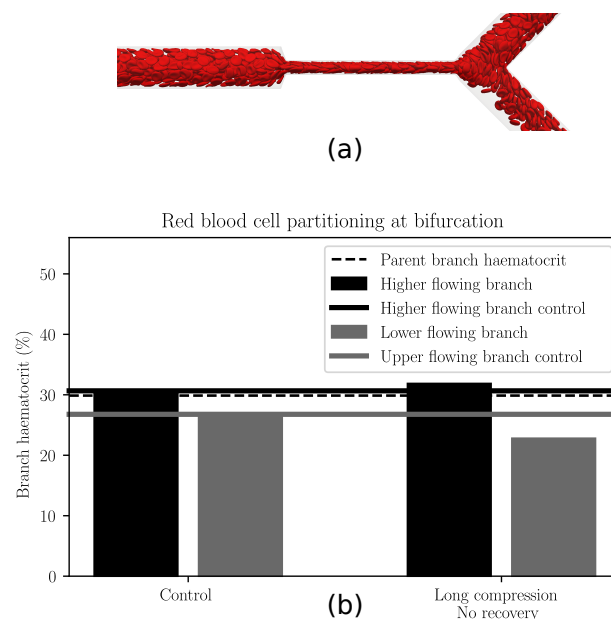 (a)
Red blood cell partitioning at bifurcation
Parent branch haematocrit
Higher flowing branch
Higher flowing branch control
Lower flowing branch
Upper flowing branch control
Branch haematocrit (%)
50
40
30
20
10
0
Control
Long compression
No recovery
(b)